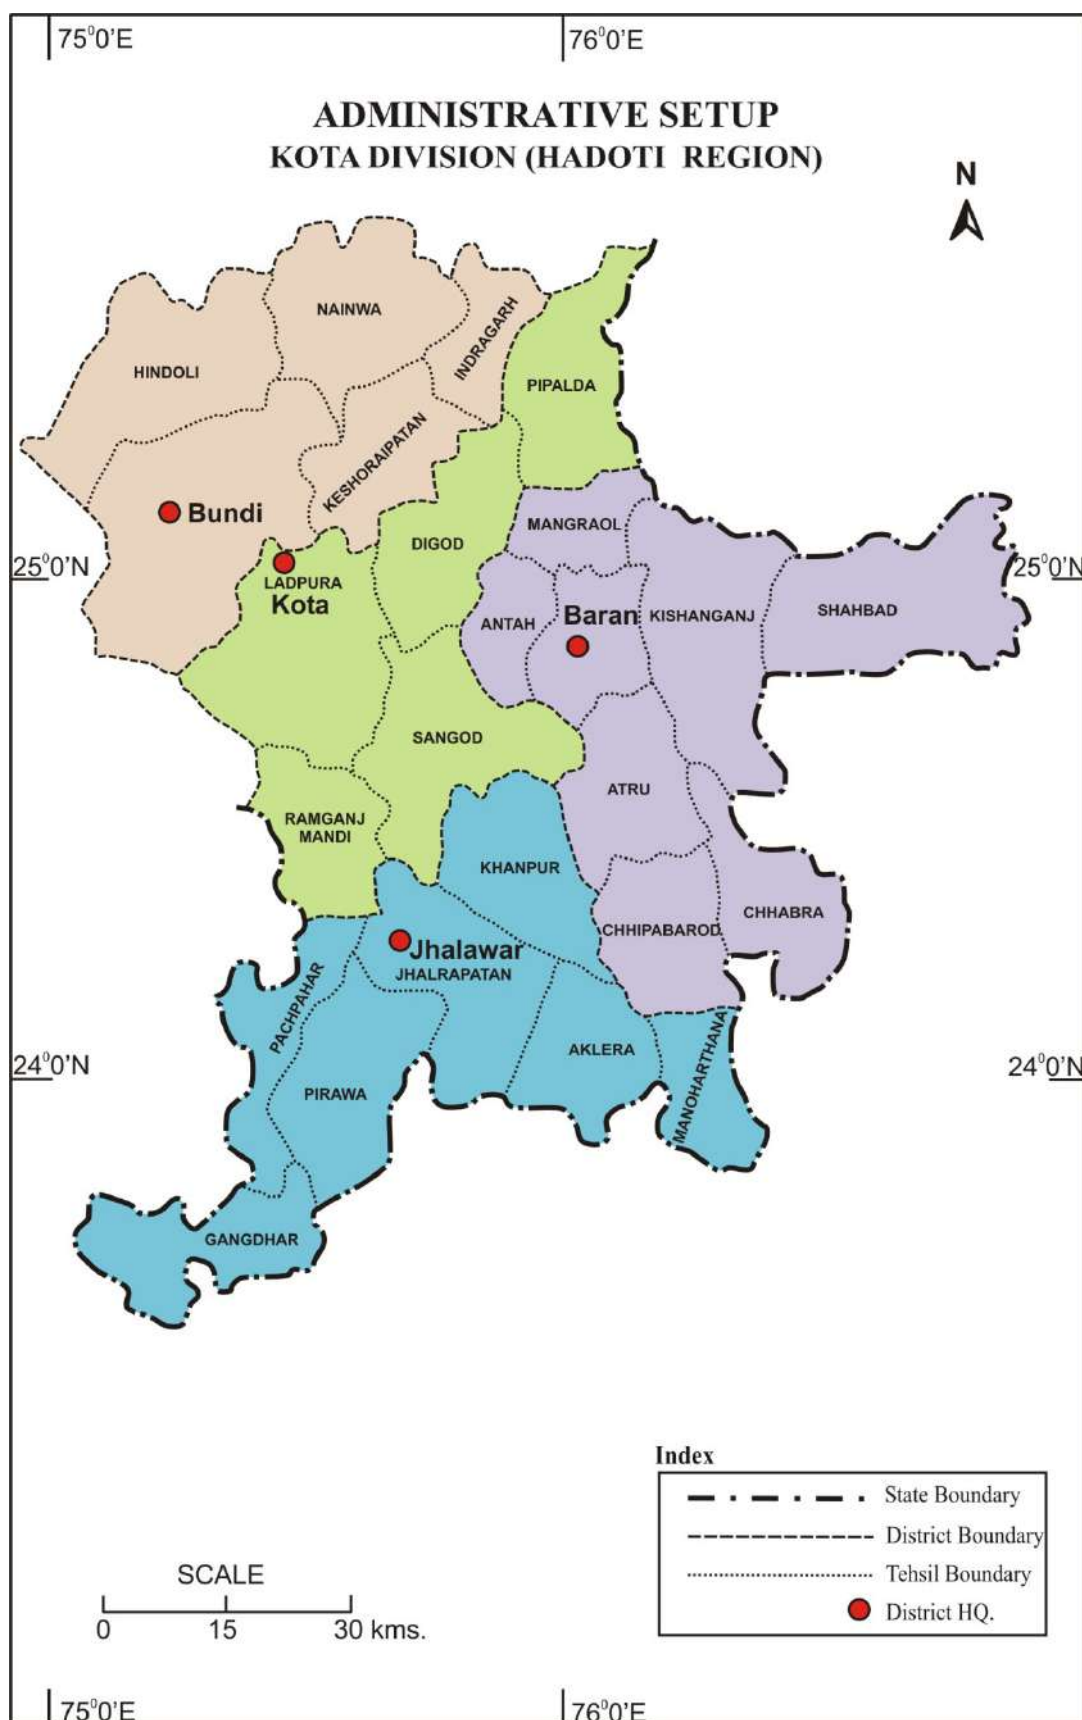 75⁰0'E
76⁰0'E
ADMINISTRATIVE SETUP
KOTA DIVISION (HADOTI REGION)
N
NAINWA
INDRAGARH
HINDOLI
PIPALDA
KESHORAIPATAN
Bundi
MANGRAOL
DIGOD
25⁰0'N
25⁰0'N
LADPURA
Kota
ANTAH
Baran
KISHANGANJ
SHAHBAD
SANGOD
ATRU
RAMGANJ
MANDI
KHANPUR
CHHABRA
CHHIPABAROD
Jhalawar
JHALRAPATAN
PACHPAHAR
AKLERA
MANOHARTHANA
24⁰0'N
24⁰0'N
PIRAWA
GANGDHAR
Index
State Boundary
District Boundary
Tehsil Boundary
District HQ.
SCALE
0 15 30 kms.
75⁰0'E
76⁰0'E